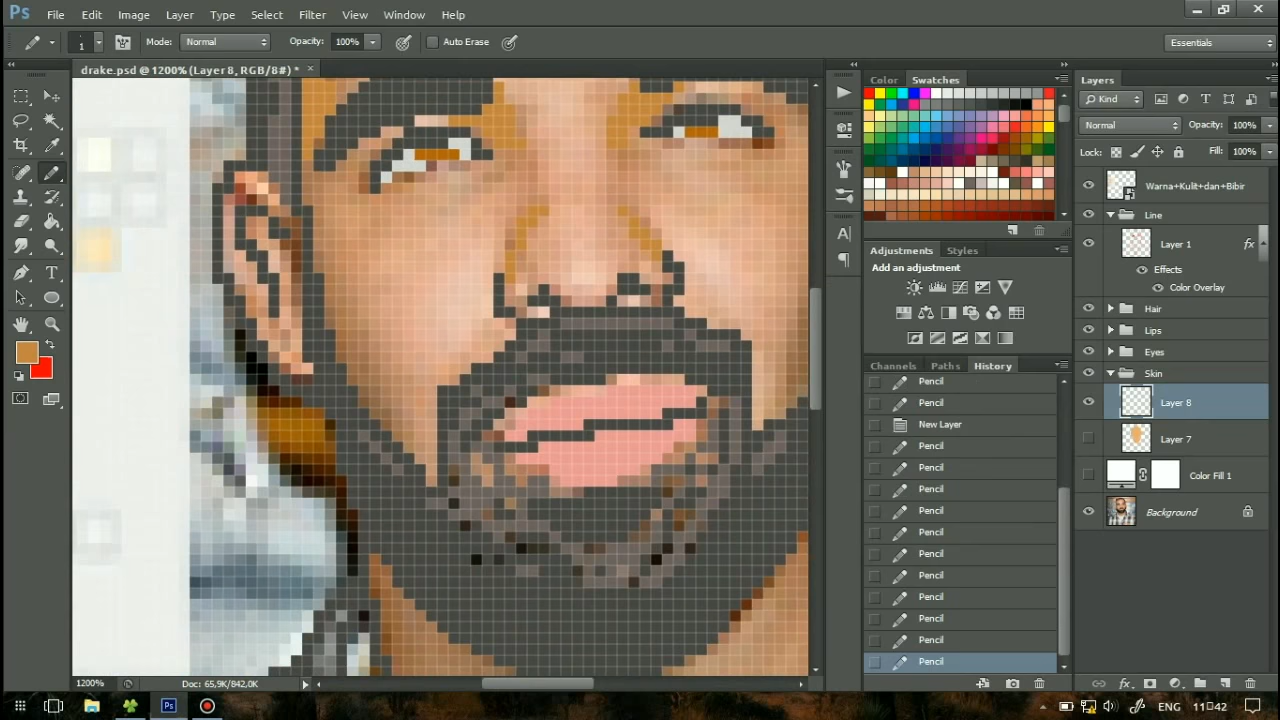 Ps File Edit Image Layer Type Select Filter View Window Help
1 Mode: Normal Opacity: 100% Auto Erase Essentials
drake.psd @ 1200% (Layer 8, RGB/8#) *
Color Swatches
Layers
Kind
Normal Opacity: 100%
Lock: Fill: 100%
Warna+Kulit+dan+Bibir
Line
Layer 1 fx
Effects
Color Overlay
Hair
Lips
Eyes
Skin
Layer 8
Layer 7
Color Fill 1
Background
Adjustments Styles
Add an adjustment
Channels Paths History
Pencil
Pencil
New Layer
Pencil
Pencil
Pencil
Pencil
Pencil
Pencil
Pencil
Pencil
Pencil
Pencil
Pencil
1200% Doc: 65,9K/842,0K
ENG